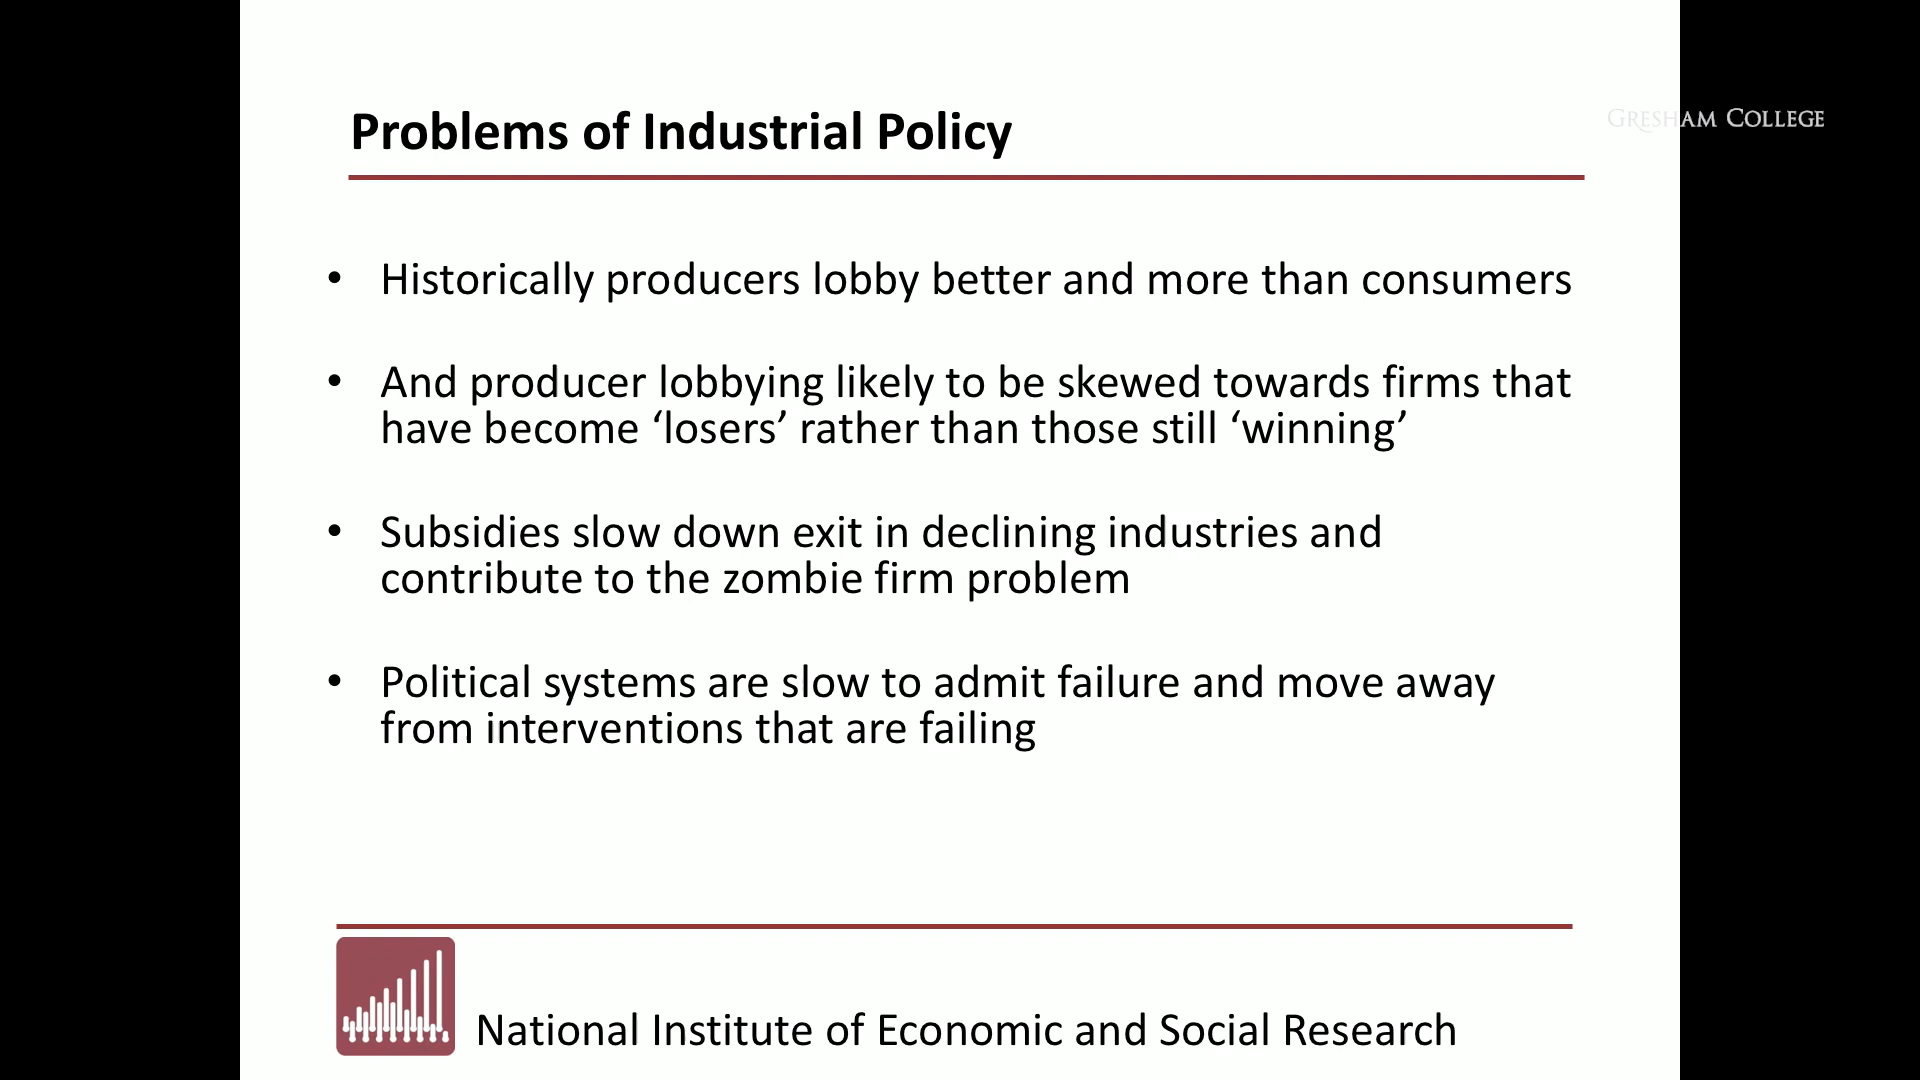 Problems of Industrial Policy
GRESHAM COLLEGE
• Historically producers lobby better and more than consumers
• And producer lobbying likely to be skewed towards firms that
have become ‘losers’ rather than those still ‘winning’
• Subsidies slow down exit in declining industries and
contribute to the zombie firm problem
• Political systems are slow to admit failure and move away
from interventions that are failing
National Institute of Economic and Social Research